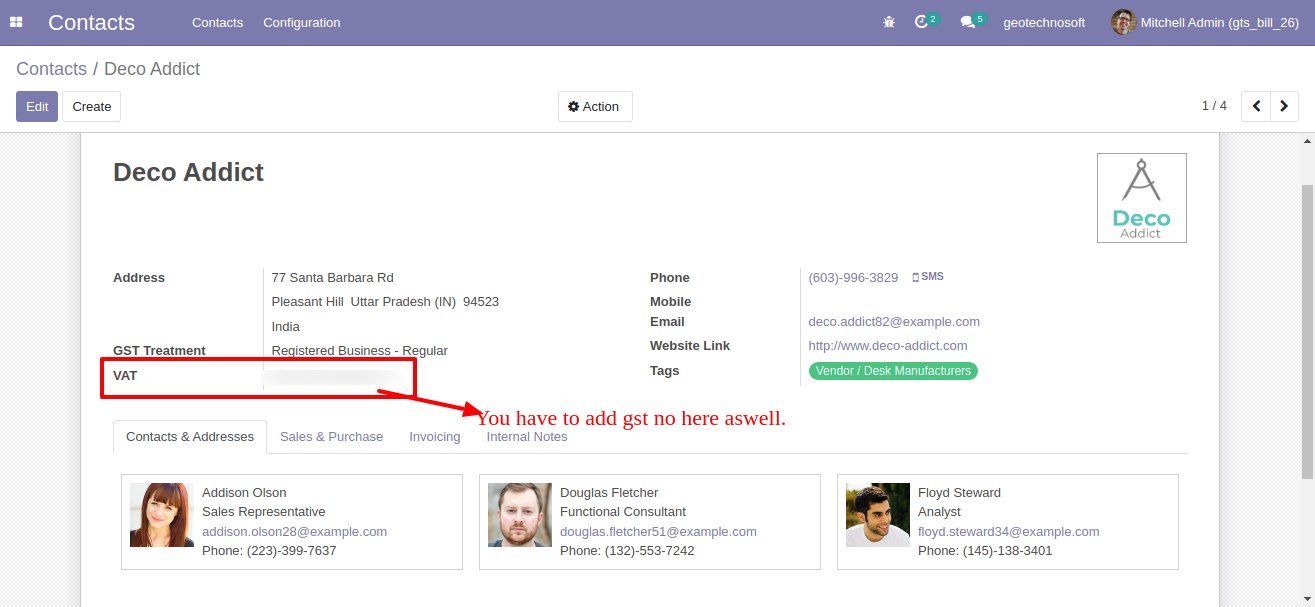 Contacts Contacts Configuration 2 5 geotechnosoft Mitchell Admin (gts_bill_26)
Contacts / Deco Addict
Edit Create Action 1 / 4
Deco Addict
Deco
Addict
Address 77 Santa Barbara Rd
Pleasant Hill Uttar Pradesh (IN) 94523
India
GST Treatment Registered Business - Regular
VAT
Phone (603)-996-3829 SMS
Mobile
Email deco.addict82@example.com
Website Link http://www.deco-addict.com
Tags Vendor / Desk Manufacturers
You have to add gst no here aswell.
Contacts & Addresses Sales & Purchase Invoicing Internal Notes
Addison Olson
Sales Representative
addison.olson28@example.com
Phone: (223)-399-7637
Douglas Fletcher
Functional Consultant
douglas.fletcher51@example.com
Phone: (132)-553-7242
Floyd Steward
Analyst
floyd.steward34@example.com
Phone: (145)-138-3401